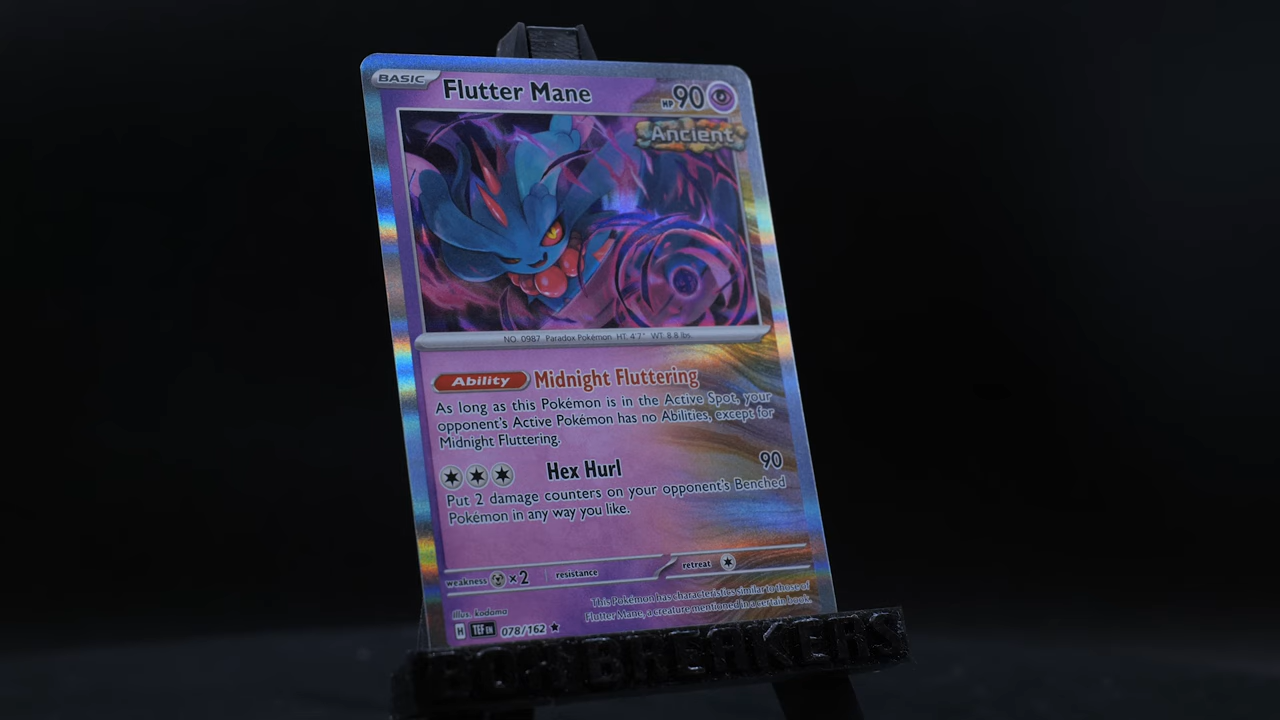 BASIC Flutter Mane HP 90
Ancient
NO. 0987 Paradox Pokémon HT: 4'7" WT: 8.8 lbs
Ability Midnight Fluttering
As long as this Pokémon is in the Active Spot, your
opponent's Active Pokémon has no Abilities, except for
Midnight Fluttering.
Hex Hurl 90
Put 2 damage counters on your opponent's Benched
Pokémon in any way you like.
weakness ×2 resistance retreat
This Pokémon has characteristics similar to those of
Flutter Mane, a creature mentioned in a certain book.
Illus. kodama
H TEF EN 078/162
BOX BREAKERS